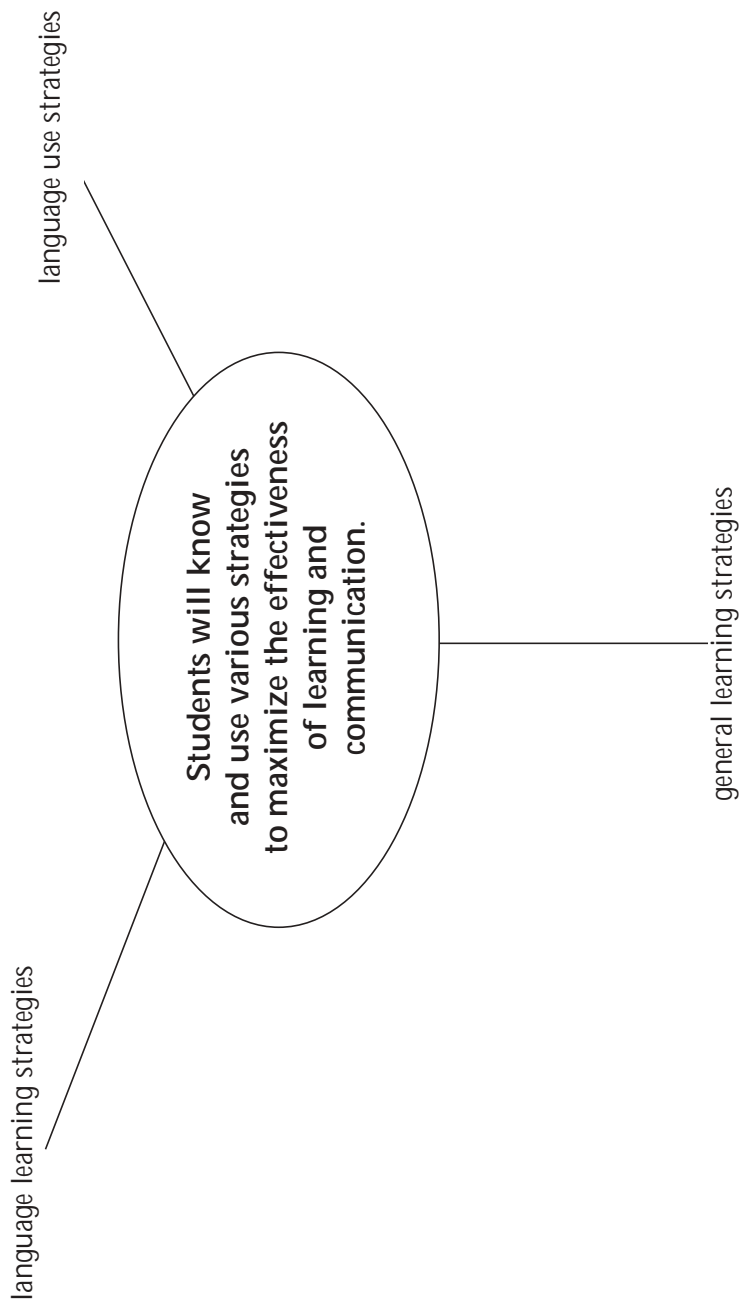 language learning strategies
language use strategies
Students will know
and use various strategies
to maximize the effectiveness
of learning and
communication.
general learning strategies